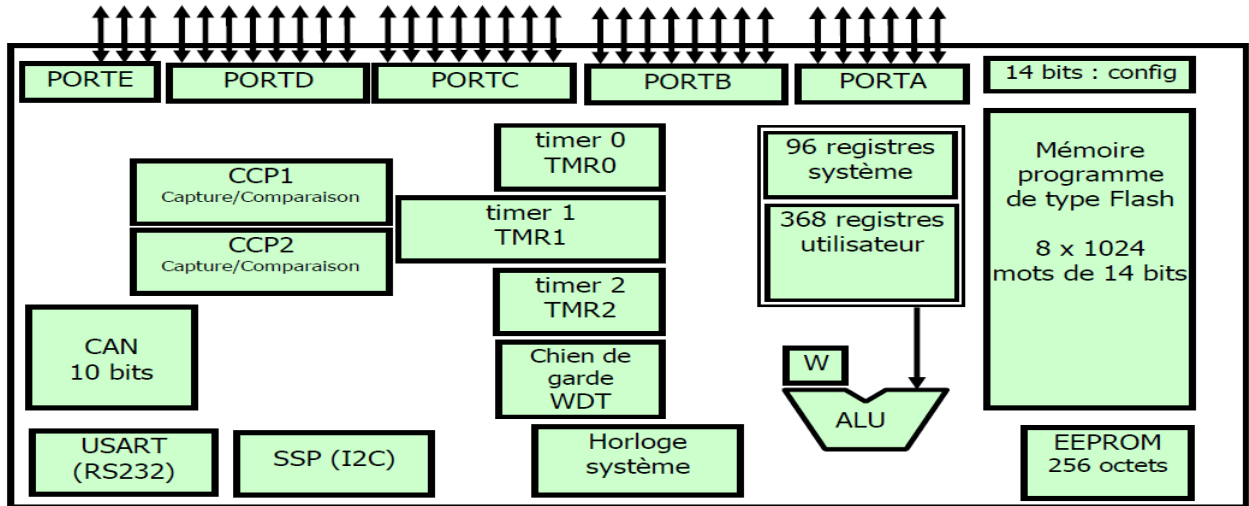 PORTE
PORTD
PORTC
PORTB
PORTA
14 bits : config
timer 0
TMR0
96 registres
système
Mémoire
programme
de type Flash
8 x 1024
mots de 14 bits
CCP1
Capture/Comparaison
timer 1
TMR1
368 registres
utilisateur
CCP2
Capture/Comparaison
timer 2
TMR2
CAN
10 bits
Chien de
garde
WDT
W
ALU
USART
(RS232)
SSP (I2C)
Horloge
système
EEPROM
256 octets